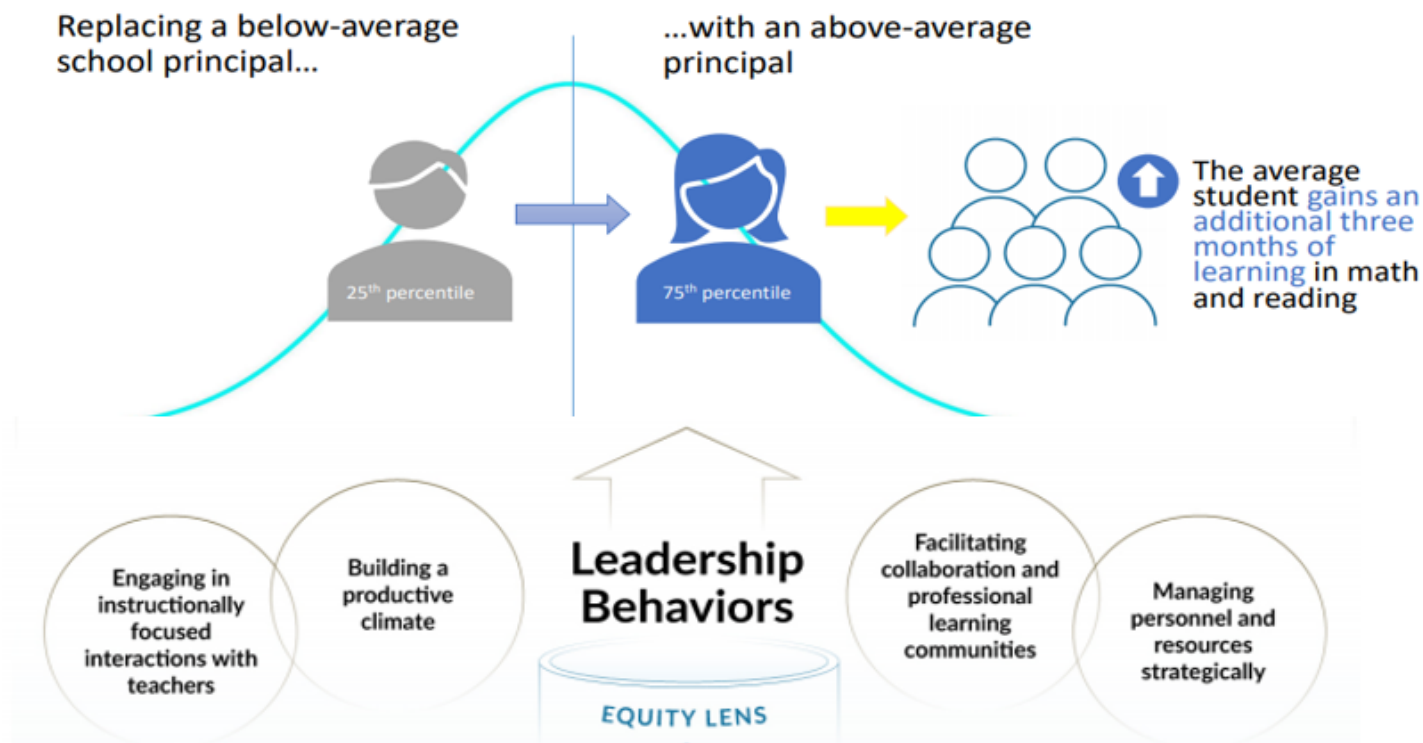 Replacing a below-average
school principal...
...with an above-average
principal
25th percentile
75th percentile
The average
student gains an
additional three
months of
learning in math
and reading
Engaging in
instructionally
focused
interactions with
teachers
Building a
productive
climate
Leadership
Behaviors
Facilitating
collaboration and
professional
learning
communities
Managing
personnel and
resources
strategically
EQUITY LENS